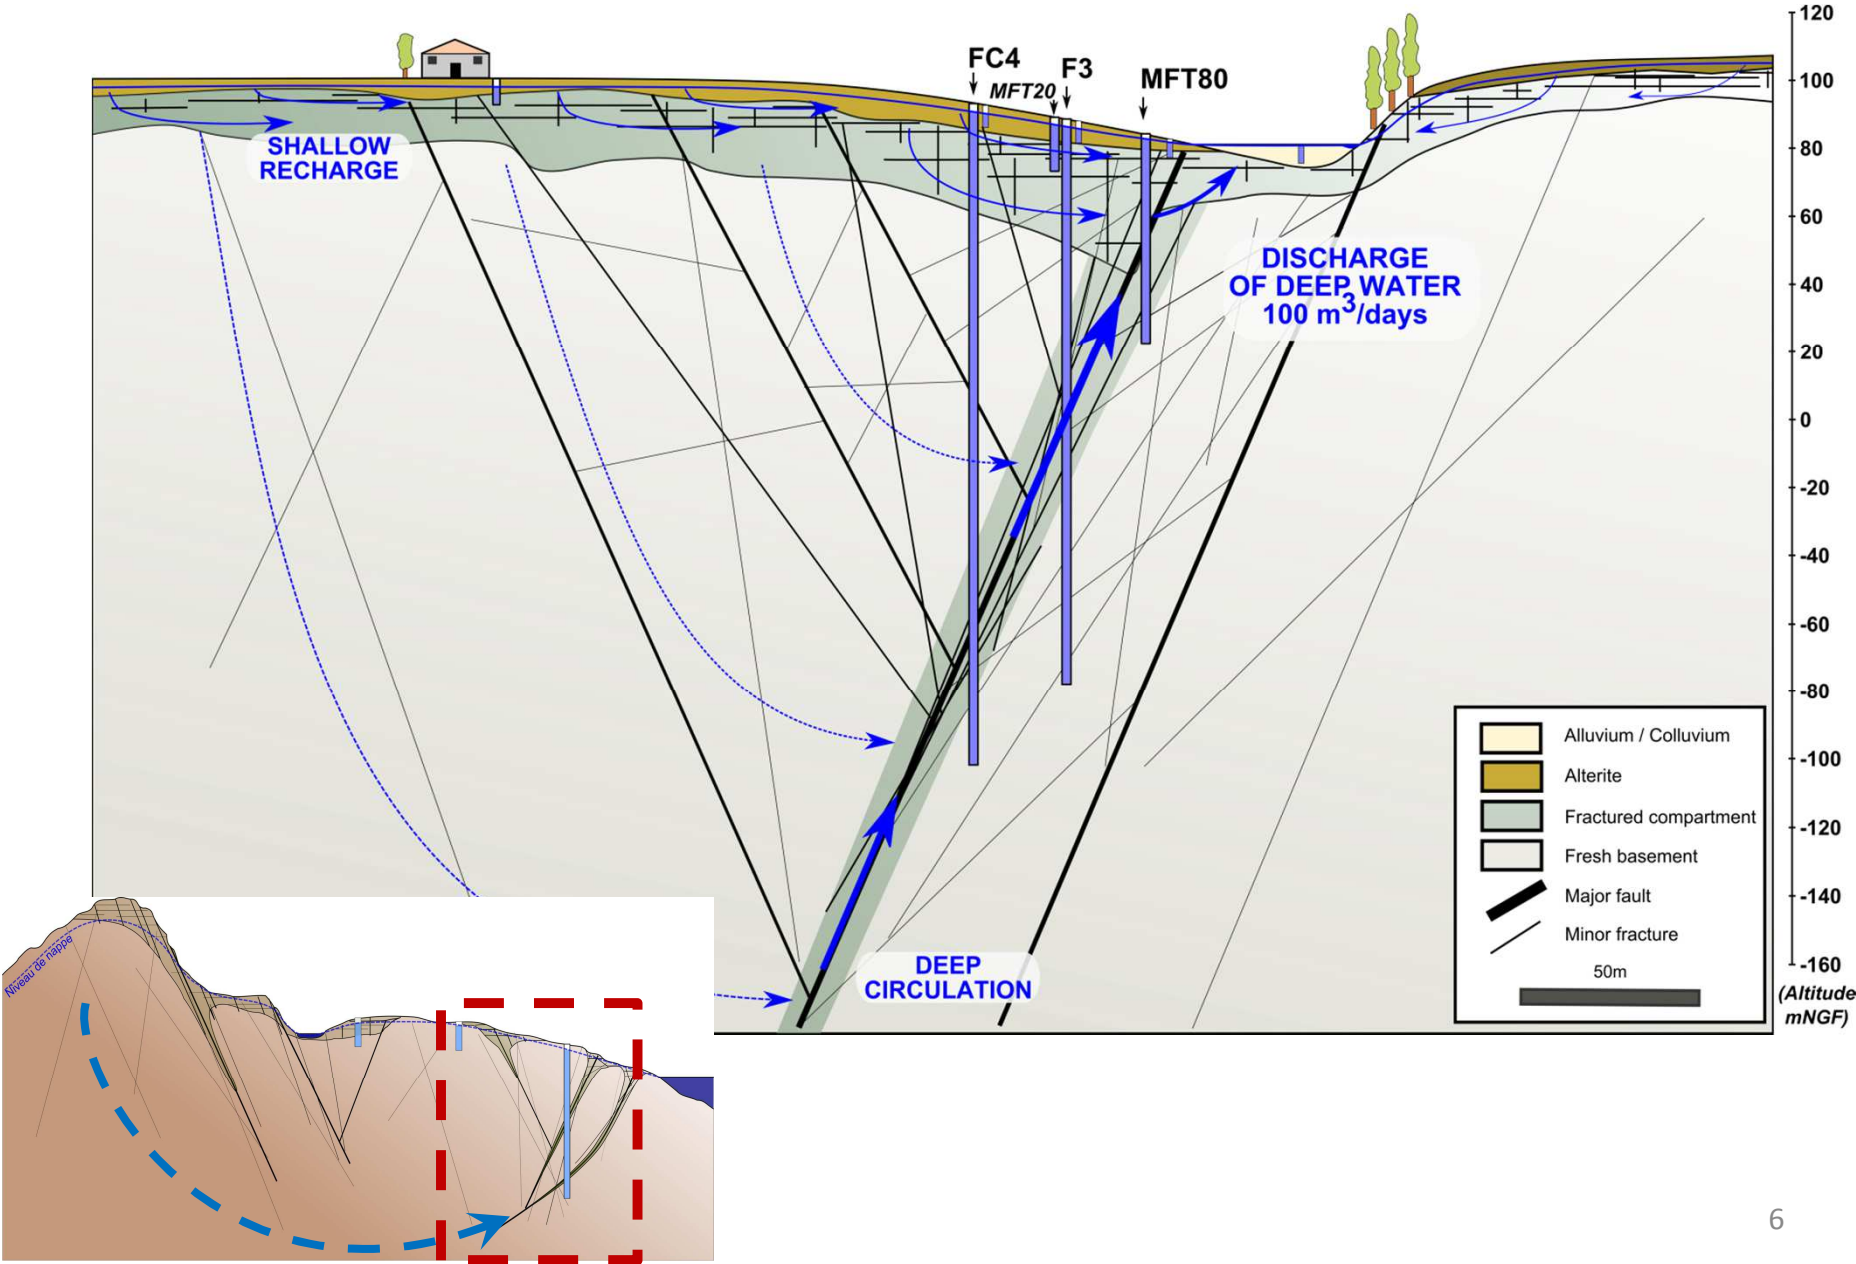 FC4
F3
MFT20
MFT80
SHALLOW
RECHARGE
DISCHARGE
OF DEEP WATER
100 m³/days
DEEP
CIRCULATION
120
100
80
60
40
20
0
-20
-40
-60
-80
-100
-120
-140
-160
(Altitude
mNGF)
Alluvium / Colluvium
Alterite
Fractured compartment
Fresh basement
Major fault
Minor fracture
50m
Niveau de nappe
6